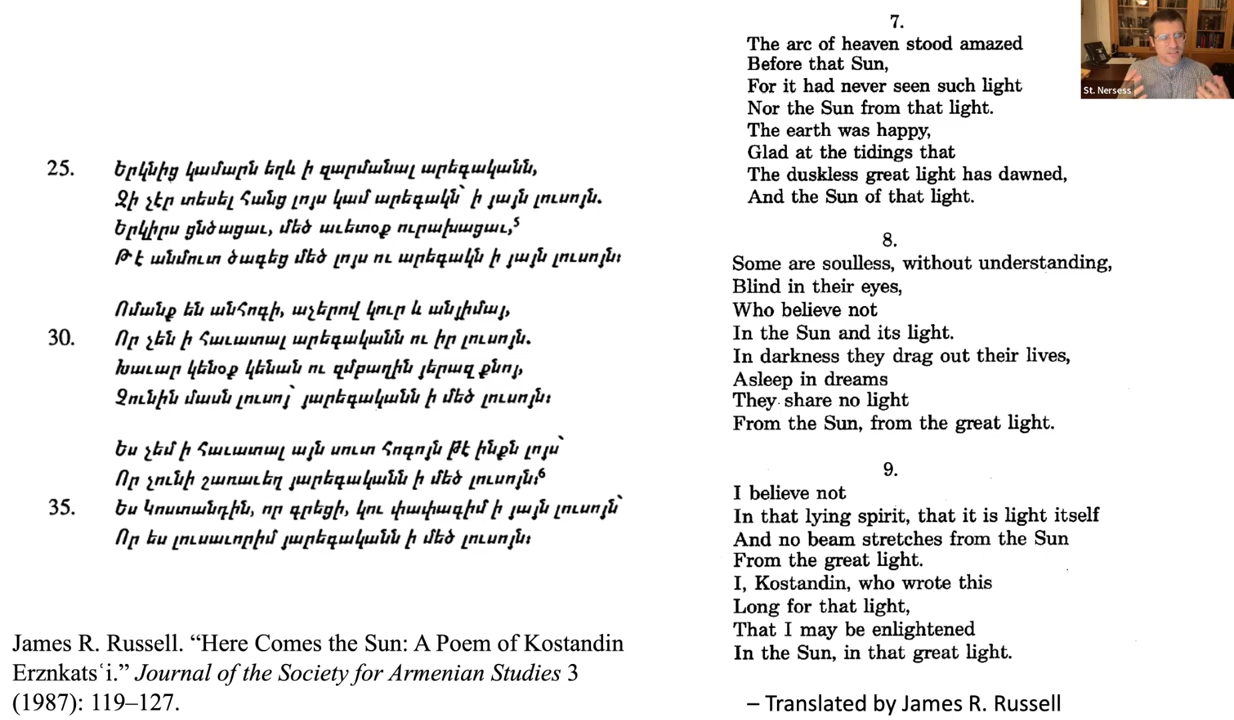 25. Երկնից կամարն եղև ի զարմանալ արեգականն,
Զի չէր տեսել հանց լոյս կամ արեգակն՝ ի յայն լուսոյն.
Երկիրս ցնծացաւ, մեծ աւետօք ուրախացաւ,⁵
Թէ անմուտ ծագեց մեծ լոյս ու արեգակն ի յայն լուսոյն։
Ոմանք են անհոգի, աչերով կուր և անլիմայ,
30. Որ չեն ի հաւատալ արեգականն ու իր լուսոյն.
Խաւար կենօք կենան ու զմբաղին յերազ քնոյ,
Չունին մասն լուսոյ՝ յարեգականն ի մեծ լուսոյն։
Ես չեմ ի հաւատալ այն սուտ հոգոյն թէ ինքն լոյս՝
Որ չունի շառաւեղ յարեգականն ի մեծ լուսոյն։⁶
35. Ես Կոստանդին, որ գրեցի, կու փափագիմ ի յայն լուսոյն՝
Որ ես լուսաւորիմ յարեգականն ի մեծ լուսոյն։
James R. Russell. “Here Comes the Sun: A Poem of Kostandin
Erznkatsʿi.” Journal of the Society for Armenian Studies 3
(1987): 119–127.
7.
The arc of heaven stood amazed
Before that Sun,
For it had never seen such light
Nor the Sun from that light.
The earth was happy,
Glad at the tidings that
The duskless great light has dawned,
And the Sun of that light.
8.
Some are soulless, without understanding,
Blind in their eyes,
Who believe not
In the Sun and its light.
In darkness they drag out their lives,
Asleep in dreams
They share no light
From the Sun, from the great light.
9.
I believe not
In that lying spirit, that it is light itself
And no beam stretches from the Sun
From the great light.
I, Kostandin, who wrote this
Long for that light,
That I may be enlightened
In the Sun, in that great light.
– Translated by James R. Russell
St. Nersess